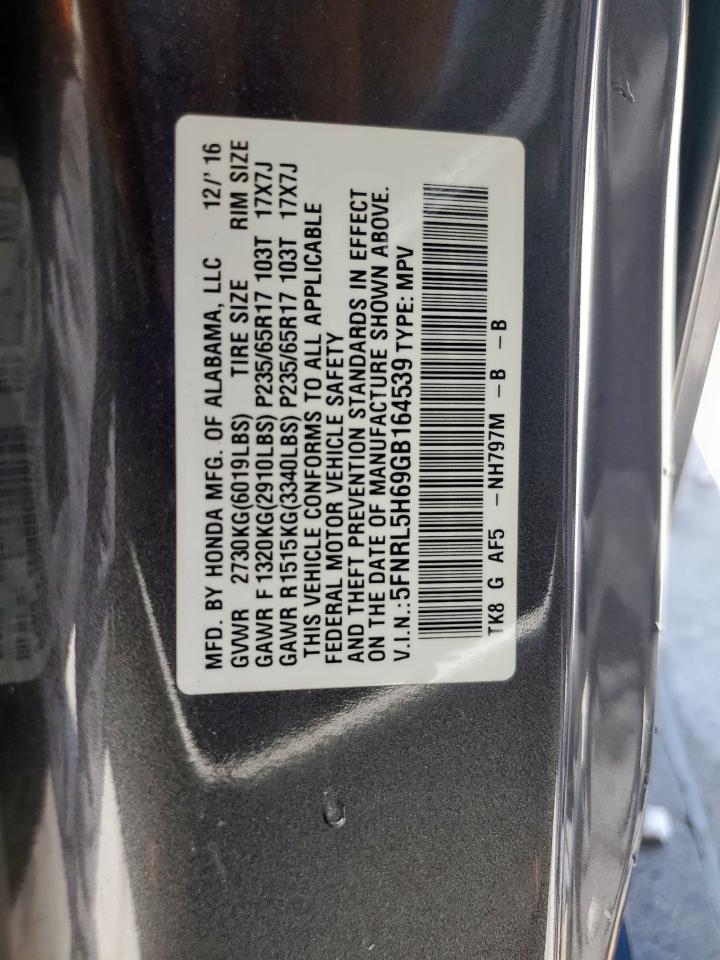 MFD. BY HONDA MFG. OF ALABAMA, LLC 12/' 16
GVWR 2730KG(6019LBS) TIRE SIZE RIM SIZE
GAWR F 1320KG(2910LBS) P235/65R17 103T 17X7J
GAWR R1515KG(3340LBS) P235/65R17 103T 17X7J
THIS VEHICLE CONFORMS TO ALL APPLICABLE
FEDERAL MOTOR VEHICLE SAFETY
AND THEFT PREVENTION STANDARDS IN EFFECT
ON THE DATE OF MANUFACTURE SHOWN ABOVE.
V.I.N.:5FNRL5H69GB164539 TYPE: MPV
TK8 G AF5 -NH797M -B -B